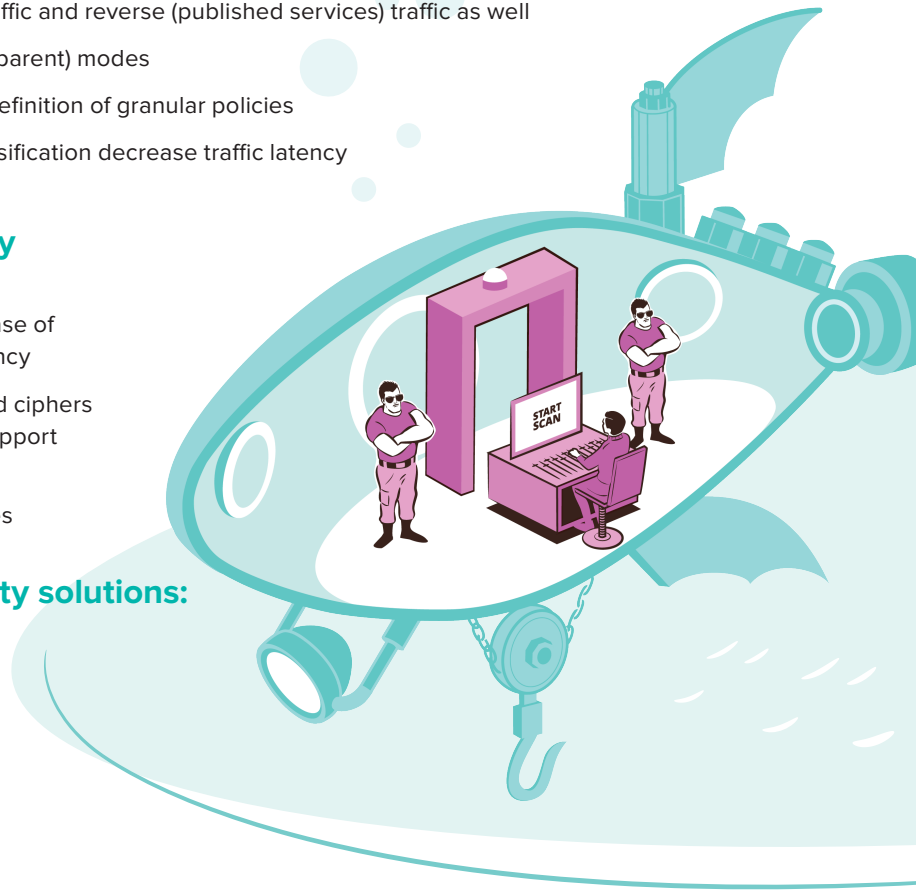 ffic and reverse (published services) traffic as well
parent) modes
efinition of granular policies
sification decrease traffic latency
y
se of
ncy
d ciphers
pport
s
ty solutions:
START
SCAN